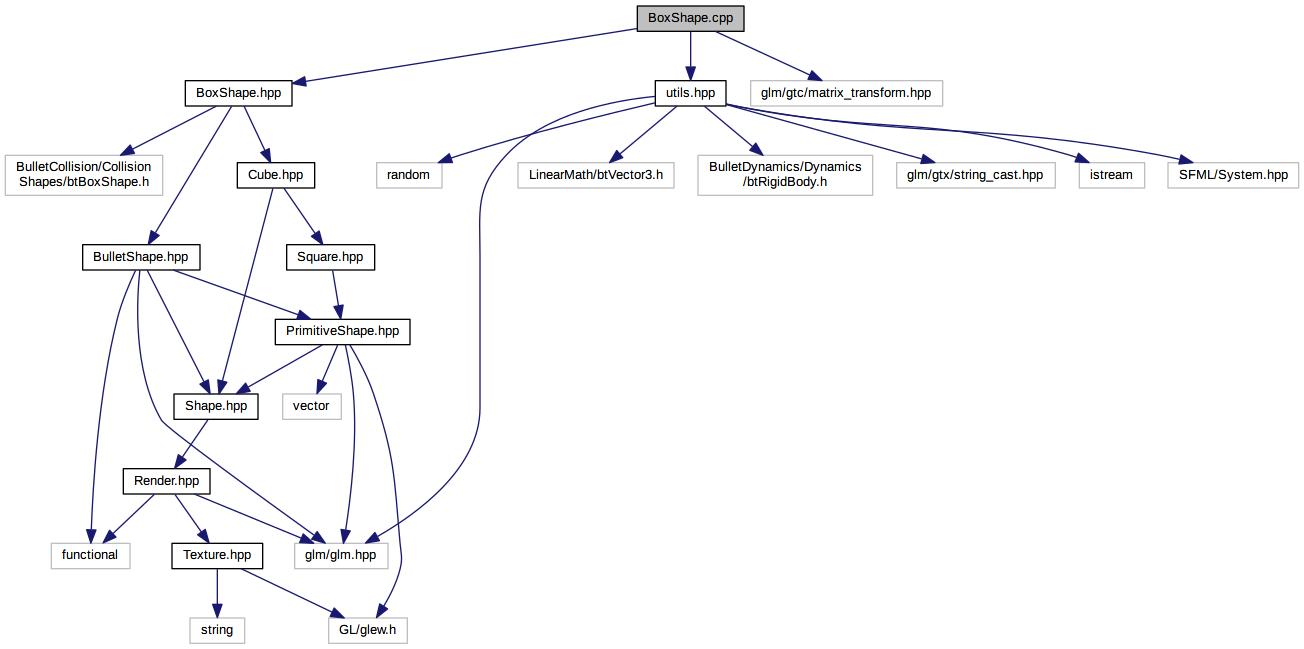 BoxShape.cpp
BoxShape.hpp
utils.hpp
glm/gtc/matrix_transform.hpp
BulletCollision/Collision
Shapes/btBoxShape.h
Cube.hpp
random
LinearMath/btVector3.h
BulletDynamics/Dynamics
/btRigidBody.h
glm/gtx/string_cast.hpp
istream
SFML/System.hpp
BulletShape.hpp
Square.hpp
PrimitiveShape.hpp
Shape.hpp
vector
Render.hpp
functional
Texture.hpp
glm/glm.hpp
string
GL/glew.h